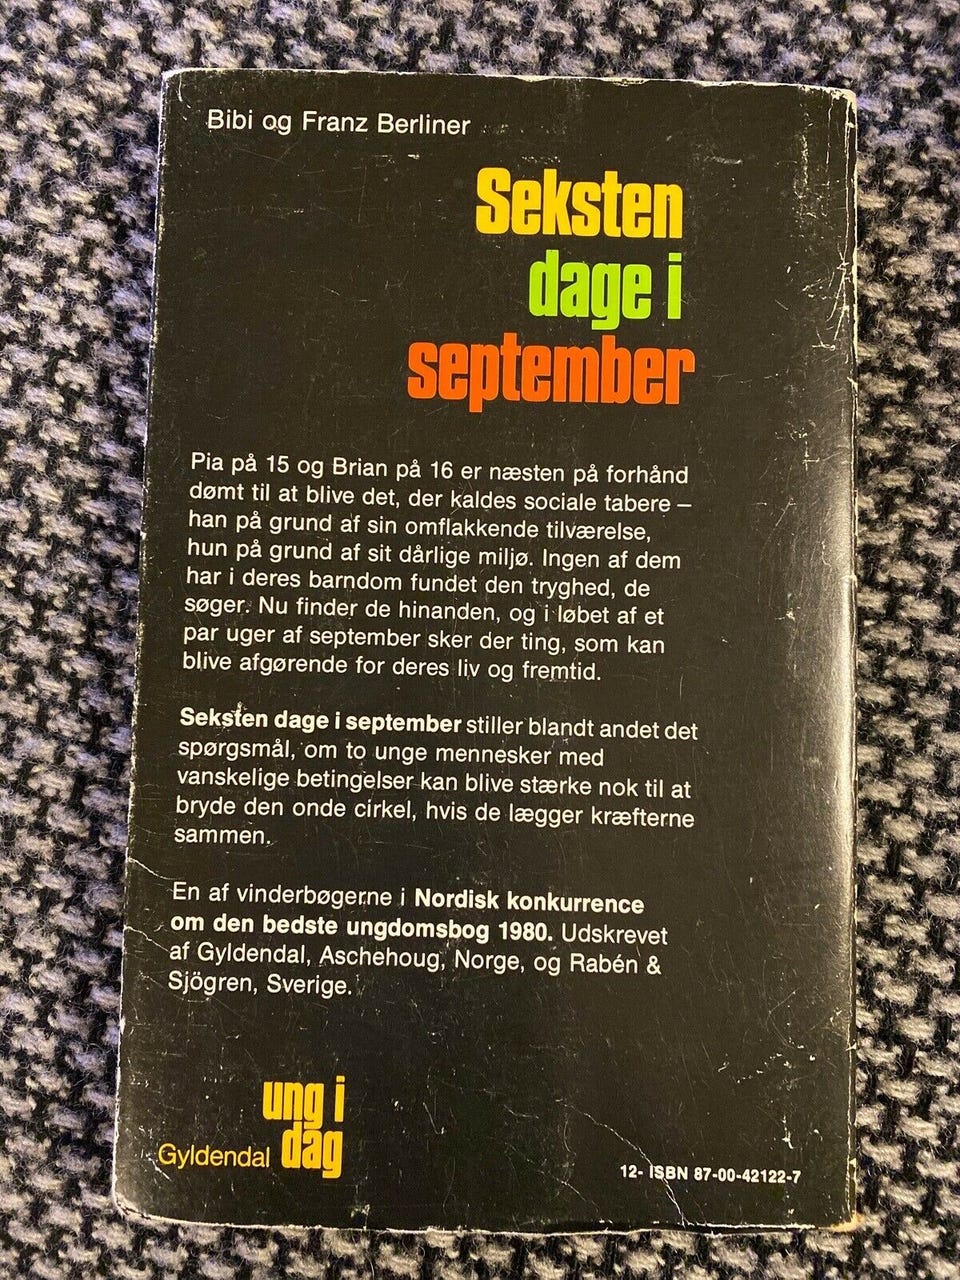 Bibi og Franz Berliner
Seksten
dage i
september
Pia på 15 og Brian på 16 er næsten på forhånd
dømt til at blive det, der kaldes sociale tabere –
han på grund af sin omflakkende tilværelse,
hun på grund af sit dårlige miljø. Ingen af dem
har i deres barndom fundet den tryghed, de
søger. Nu finder de hinanden, og i løbet af et
par uger af september sker der ting, som kan
blive afgørende for deres liv og fremtid.
Seksten dage i september stiller blandt andet det
spørgsmål, om to unge mennesker med
vanskelige betingelser kan blive stærke nok til at
bryde den onde cirkel, hvis de lægger kræfterne
sammen.
En af vinderbøgerne i Nordisk konkurrence
om den bedste ungdomsbog 1980. Udskrevet
af Gyldendal, Aschehoug, Norge, og Rabén &
Sjögren, Sverige.
ung i
Gyldendal dag
12- ISBN 87-00-42122-7